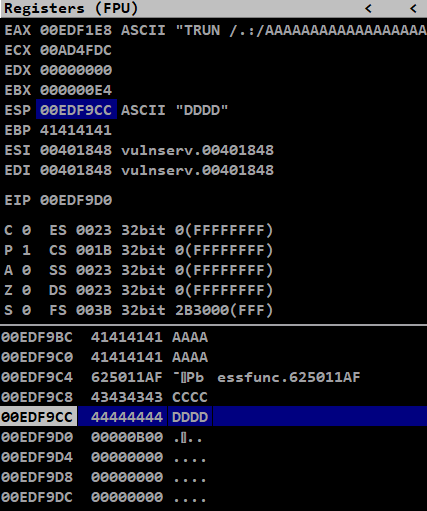 Registers (FPU) < <
EAX 00EDF1E8 ASCII "TRUN /.:/AAAAAAAAAAAAAAAAAA
ECX 00AD4FDC
EDX 00000000
EBX 000000E4
ESP 00EDF9CC ASCII "DDDD"
EBP 41414141
ESI 00401848 vulnserv.00401848
EDI 00401848 vulnserv.00401848
EIP 00EDF9D0
C 0 ES 0023 32bit 0(FFFFFFFF)
P 1 CS 001B 32bit 0(FFFFFFFF)
A 0 SS 0023 32bit 0(FFFFFFFF)
Z 0 DS 0023 32bit 0(FFFFFFFF)
S 0 FS 003B 32bit 2B3000(FFF)
00EDF9BC 41414141 AAAA
00EDF9C0 41414141 AAAA
00EDF9C4 625011AF Pb essfunc.625011AF
00EDF9C8 43434343 CCCC
00EDF9CC 44444444 DDDD
00EDF9D0 00000B00 ...
00EDF9D4 00000000 ....
00EDF9D8 00000000 ....
00EDF9DC 00000000 ....